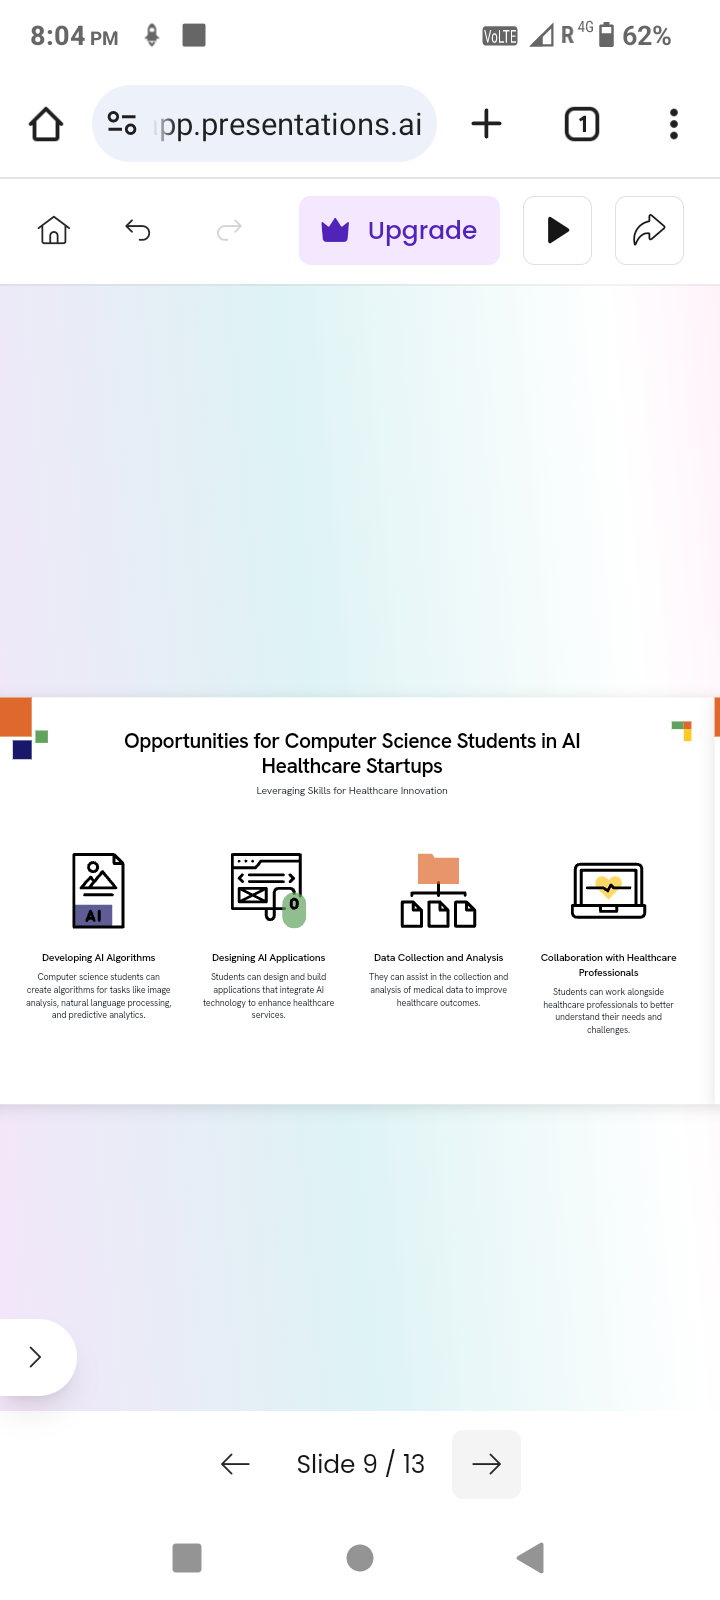 8:04 PM
VoLTE R 4G 62%
pp.presentations.ai
1
Upgrade
Opportunities for Computer Science Students in AI
Healthcare Startups
Leveraging Skills for Healthcare Innovation
AI
Developing AI Algorithms
Computer science students can
create algorithms for tasks like image
analysis, natural language processing,
and predictive analytics.
Designing AI Applications
Students can design and build
applications that integrate AI
technology to enhance healthcare
services.
Data Collection and Analysis
They can assist in the collection and
analysis of medical data to improve
healthcare outcomes.
Collaboration with Healthcare
Professionals
Students can work alongside
healthcare professionals to better
understand their needs and
challenges.
Slide 9 / 13